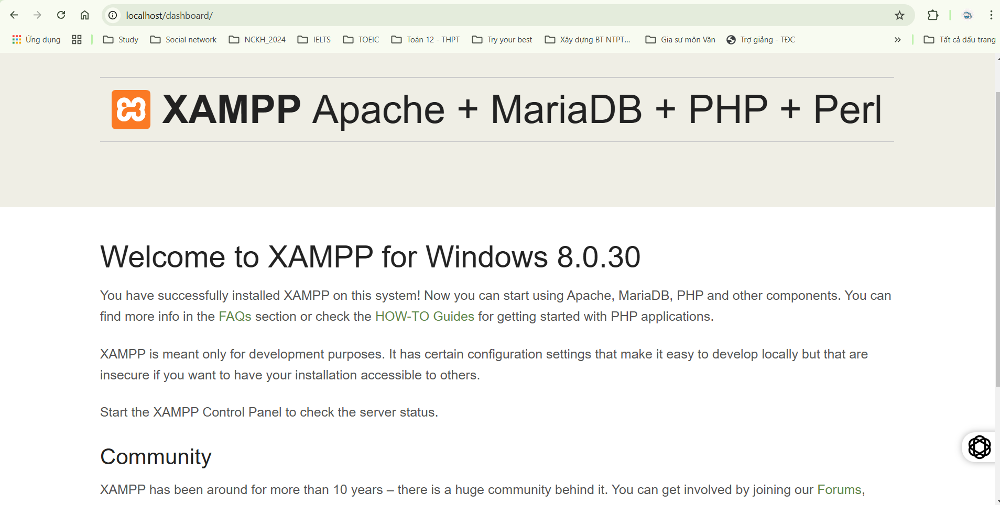 localhost/dashboard/
Ứng dụng Study Social network NCKH_2024 IELTS TOEIC Toán 12 - THPT Try your best Xây dựng BT NTPT... Gia sư môn Văn Trợ giảng - TĐC » Tất cả dấu trang
XAMPP Apache + MariaDB + PHP + Perl
Welcome to XAMPP for Windows 8.0.30
You have successfully installed XAMPP on this system! Now you can start using Apache, MariaDB, PHP and other components. You can
find more info in the FAQs section or check the HOW-TO Guides for getting started with PHP applications.
XAMPP is meant only for development purposes. It has certain configuration settings that make it easy to develop locally but that are
insecure if you want to have your installation accessible to others.
Start the XAMPP Control Panel to check the server status.
Community
XAMPP has been around for more than 10 years – there is a huge community behind it. You can get involved by joining our Forums,